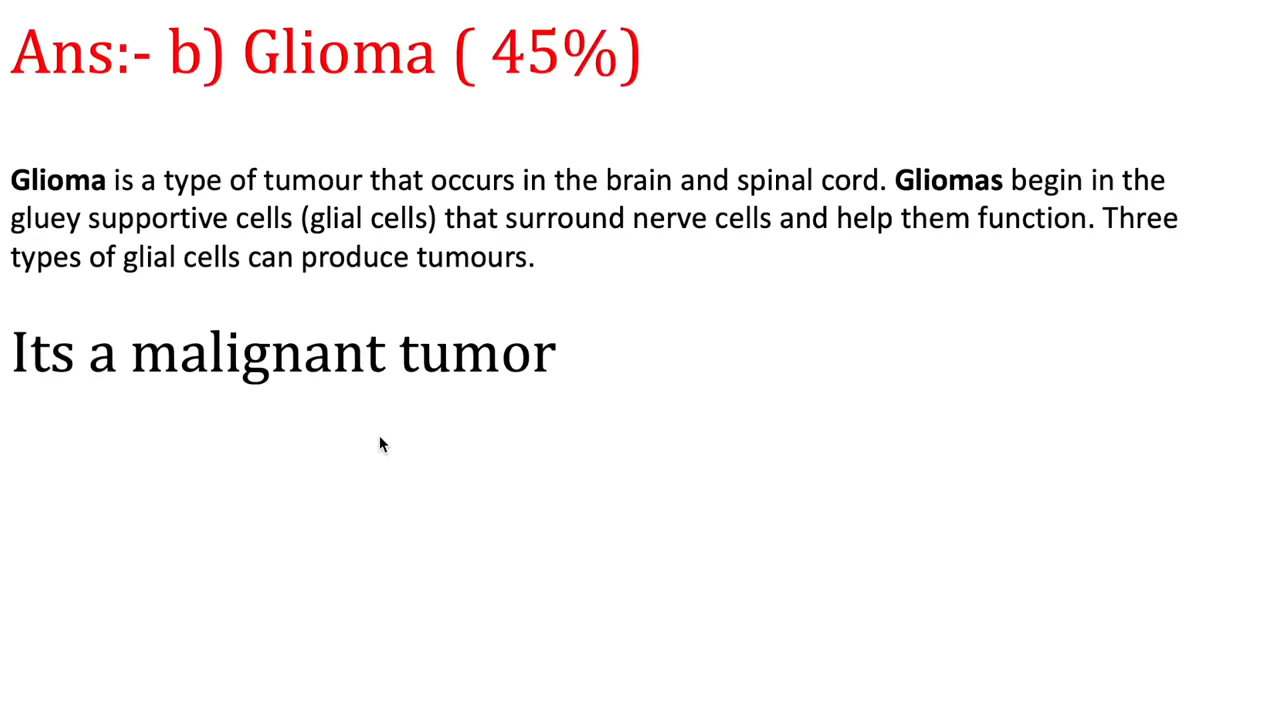 Ans:- b) Glioma ( 45%)
Glioma is a type of tumour that occurs in the brain and spinal cord. Gliomas begin in the
gluey supportive cells (glial cells) that surround nerve cells and help them function. Three
types of glial cells can produce tumours.
Its a malignant tumor